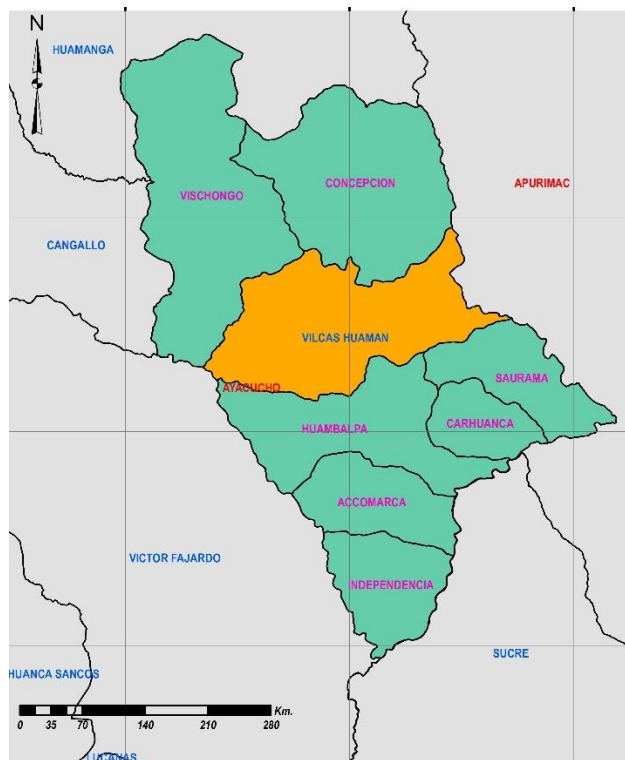 N
HUAMANGA
CONCEPCION
APURIMAC
VISCHONGO
CANGALLO
VILCAS HUAMAN
SAURAMA
AYACUCHO
CARHUANCA
HUAMBALPA
ACCOMARCA
VICTOR FAJARDO
INDEPENDENCIA
SUCRE
HUANCA SANCOS
Km.
0 35 70 140 210 280
LUCANAS